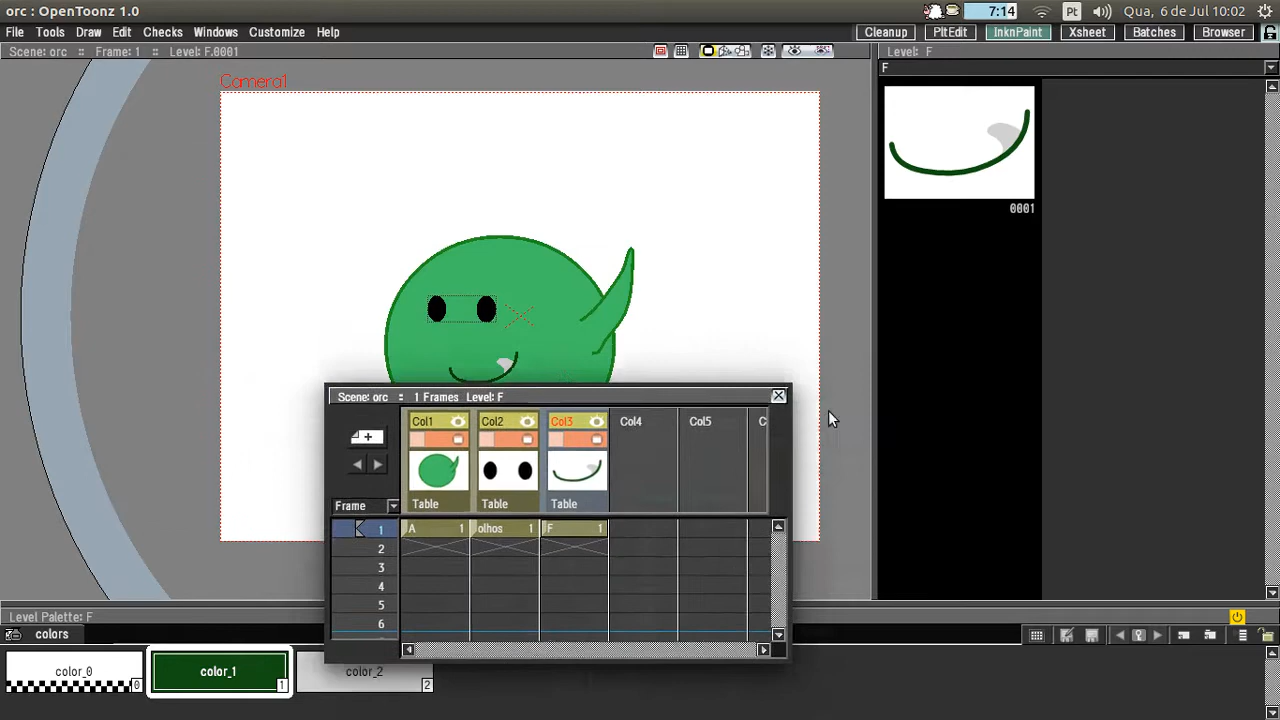 orc : OpenToonz 1.0
7:14
Pt
Qua, 6 de Jul 10:02
File Tools Draw Edit Checks Windows Customize Help
Cleanup PltEdit InknPaint Xsheet Batches Browser
Scene: orc :: Frame: 1 :: Level: F.0001
Level: F
F
Camera1
0001
Scene: orc :: 1 Frames Level: F
Col1 Col2 Col3 Col4 Col5 C
Table Table Table
Frame
1 A 1 olhos 1 F 1
2
3
4
5
6
Level Palette: F
colors
color_0 0 color_1 1 color_2 2